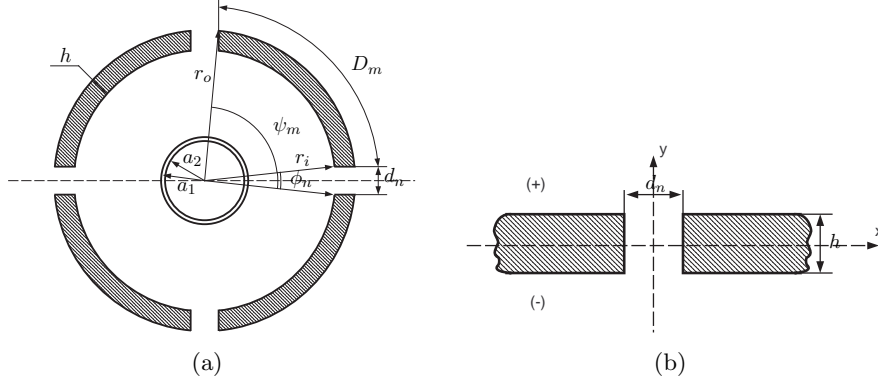 h
r_o
D_m
ψ_m
a_2
a_1
r_i
ϕ_n
d_n
(a)
y
(+)
d_n
x
h
(-)
(b)